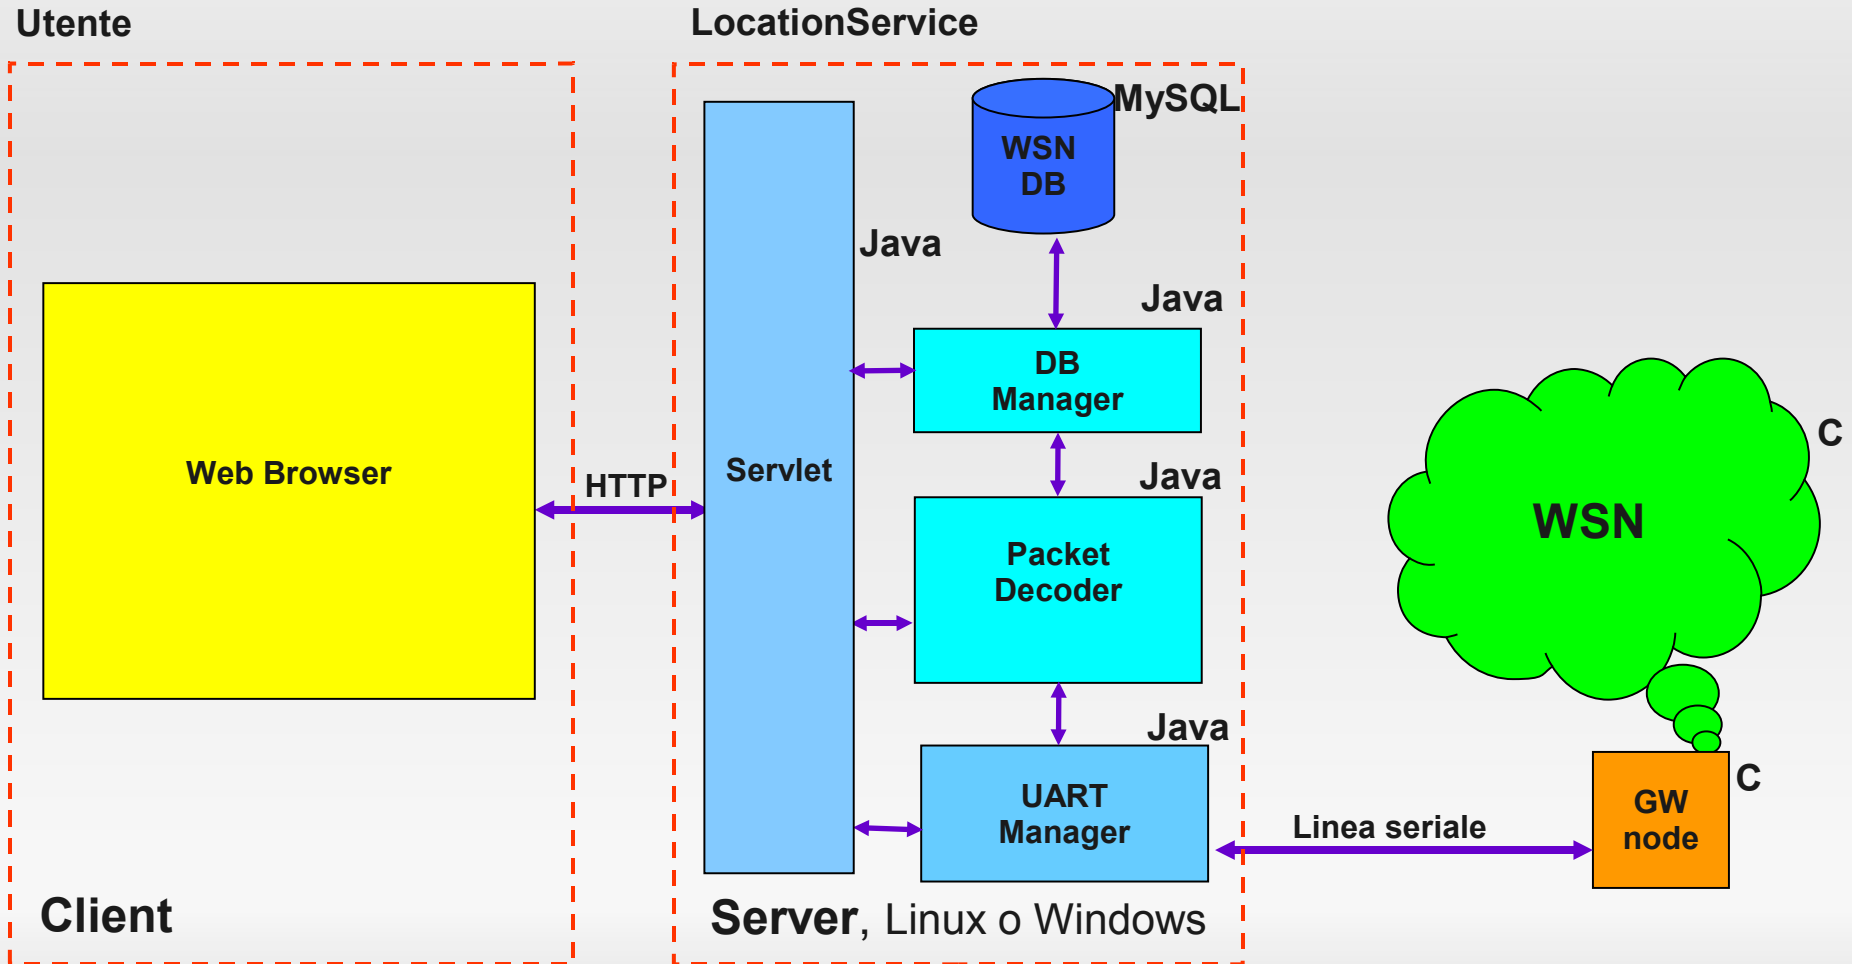 Utente
LocationService
MySQL
WSN
DB
Java
Java
DB
Manager
Web Browser
HTTP
Servlet
Java
Packet
Decoder
C
WSN
Java
UART
Manager
Linea seriale
C
GW
node
Client
Server, Linux o Windows